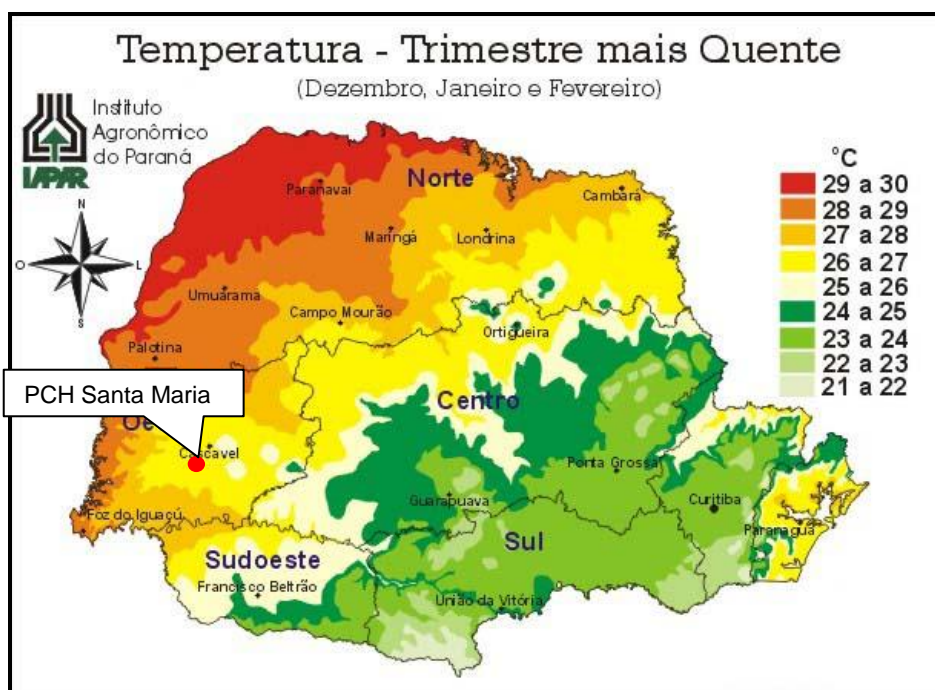 Temperatura - Trimestre mais Quente
(Dezembro, Janeiro e Fevereiro)
Instituto
Agronômico
do Paraná
IAPAR
N
O
L
S
°C
29 a 30
28 a 29
27 a 28
26 a 27
25 a 26
24 a 25
23 a 24
22 a 23
21 a 22
Norte
Paranavaí
Cambará
Maringá
Londrina
Umuarama
Campo Mourão
Ortigueira
Palotina
PCH Santa Maria
Oe
Centro
Cascavel
Ponta Grossa
Guarapuava
Curitiba
Foz do Iguaçú
Paranaguá
Sul
Sudoeste
Francisco Beltrão
União da Vitória